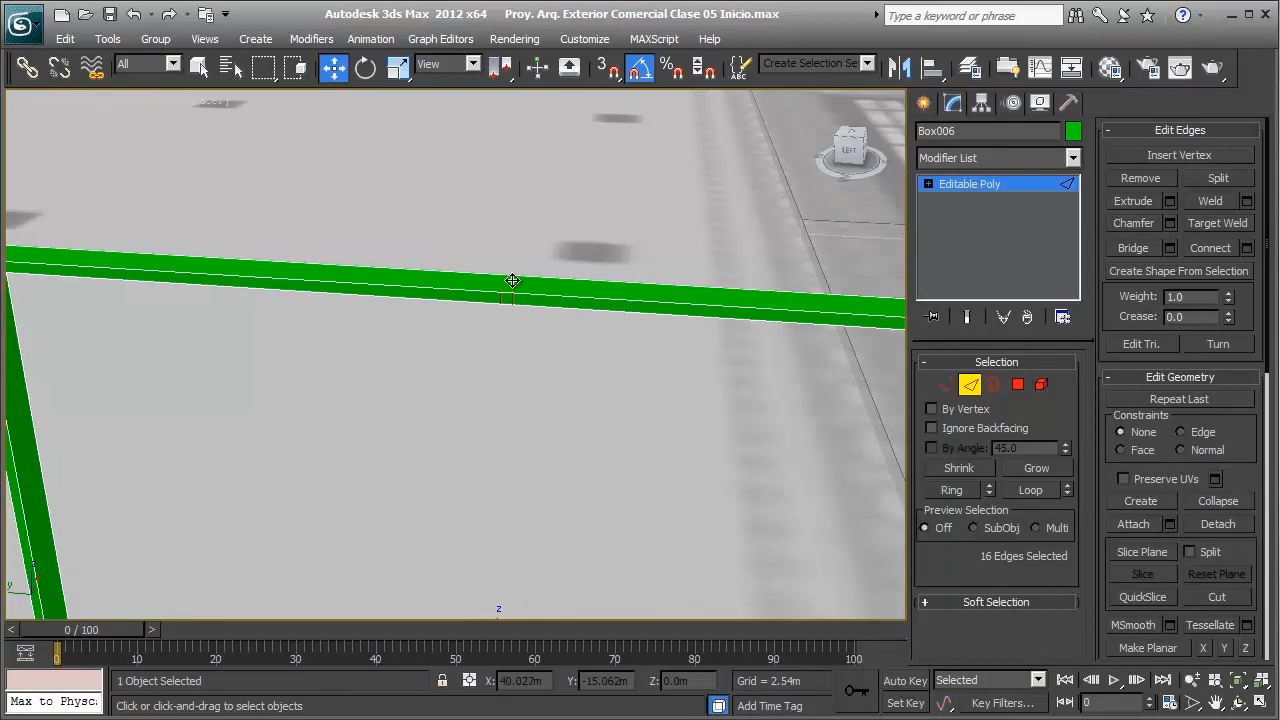 Autodesk 3ds Max 2012 x64 Proy. Arq. Exterior Comercial Clase 05 Inicio.max Type a keyword or phrase
Edit Tools Group Views Create Modifiers Animation Graph Editors Rendering Customize MAXScript Help
All View 3 Create Selection Se
Box006
Modifier List
Editable Poly
LEFT
Edit Edges
Insert Vertex
Remove Split
Extrude Weld
Chamfer Target Weld
Bridge Connect
Create Shape From Selection
Weight: 1.0
Crease: 0.0
Edit Tri. Turn
Selection
By Vertex
Ignore Backfacing
By Angle: 45.0
Shrink Grow
Ring Loop
Preview Selection
Off SubObj Multi
16 Edges Selected
Soft Selection
Edit Geometry
Repeat Last
Constraints
None Edge
Face Normal
Preserve UVs
Create Collapse
Attach Detach
Slice Plane Split
Slice Reset Plane
QuickSlice Cut
MSmooth Tessellate
Make Planar X Y Z
y
z
< 0 / 100 >
0 10 20 30 40 50 60 70 80 90 100
1 Object Selected X: 40.027m Y: -15.062m Z: 0.0m Grid = 2.54m Auto Key Selected
Max to Physc: Click or click-and-drag to select objects Add Time Tag Set Key Key Filters... 0